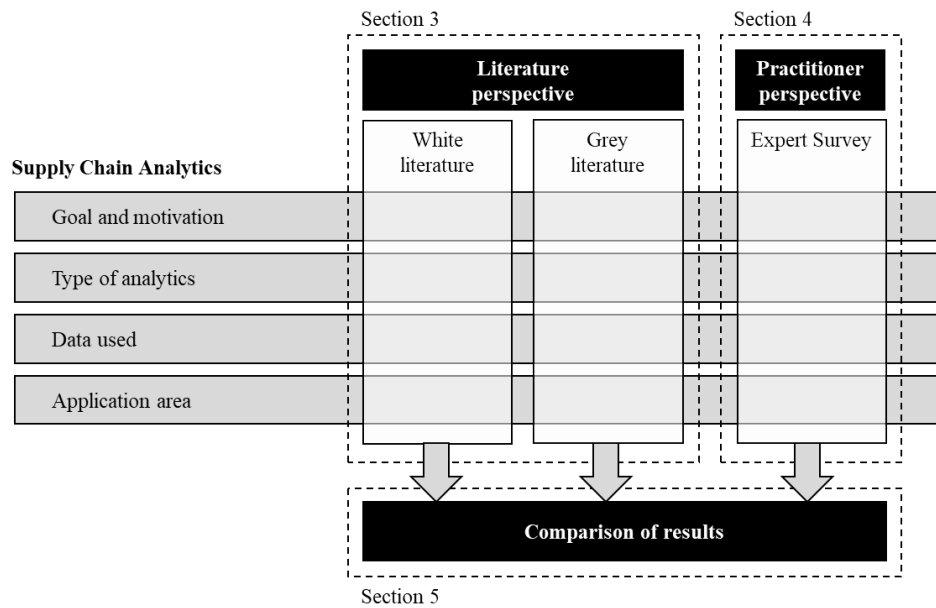 Section 3
Section 4
Literature
perspective
Practitioner
perspective
White
literature
Grey
literature
Expert Survey
Supply Chain Analytics
Goal and motivation
Type of analytics
Data used
Application area
Comparison of results
Section 5